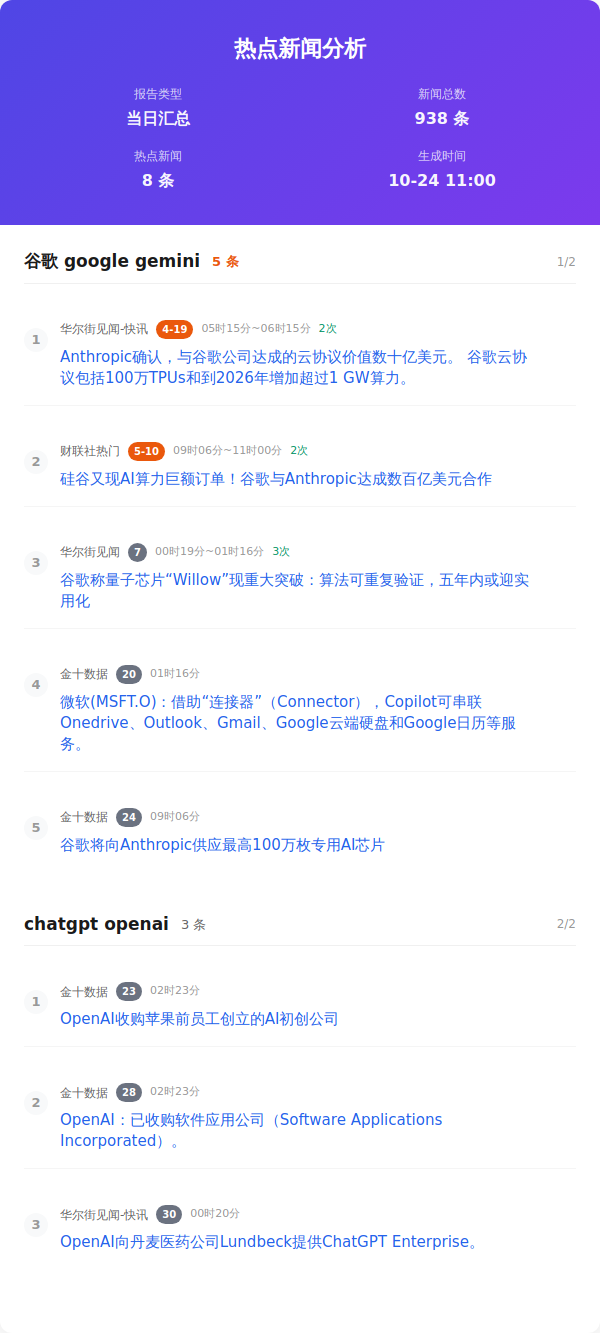 热点新闻分析
报告类型
当日汇总
新闻总数
938 条
热点新闻
8 条
生成时间
10-24 11:00
谷歌 google gemini 5 条 1/2
1
华尔街见闻-快讯 4-19 05时15分~06时15分 2次
Anthropic确认，与谷歌公司达成的云协议价值数十亿美元。 谷歌云协
议包括100万TPUs和到2026年增加超过1 GW算力。
2
财联社热门 5-10 09时06分~11时00分 2次
硅谷又现AI算力巨额订单！谷歌与Anthropic达成数百亿美元合作
3
华尔街见闻 7 00时19分~01时16分 3次
谷歌称量子芯片“Willow”现重大突破：算法可重复验证，五年内或迎实
用化
4
金十数据 20 01时16分
微软(MSFT.O)：借助“连接器”（Connector），Copilot可串联
Onedrive、Outlook、Gmail、Google云端硬盘和Google日历等服
务。
5
金十数据 24 09时06分
谷歌将向Anthropic供应最高100万枚专用AI芯片
chatgpt openai 3 条 2/2
1
金十数据 23 02时23分
OpenAI收购苹果前员工创立的AI初创公司
2
金十数据 28 02时23分
OpenAI：已收购软件应用公司（Software Applications
Incorporated）。
3
华尔街见闻-快讯 30 00时20分
OpenAI向丹麦医药公司Lundbeck提供ChatGPT Enterprise。